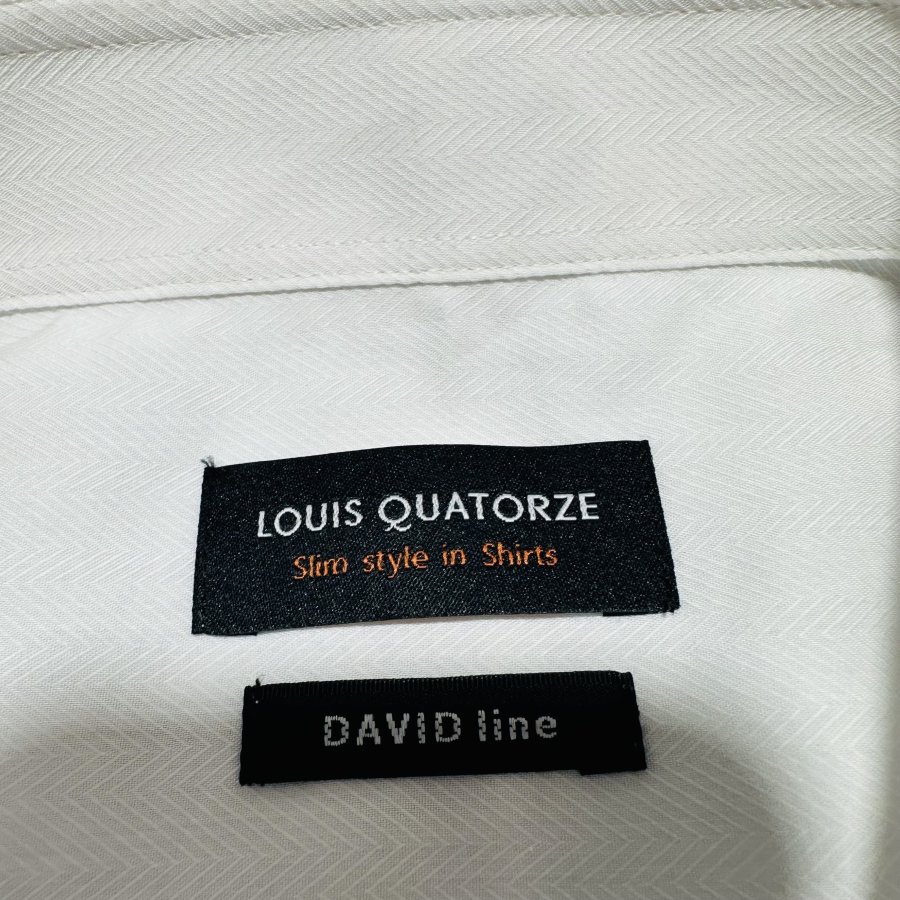 LOUIS QUATORZE
Slim style in Shirts
DAVID line